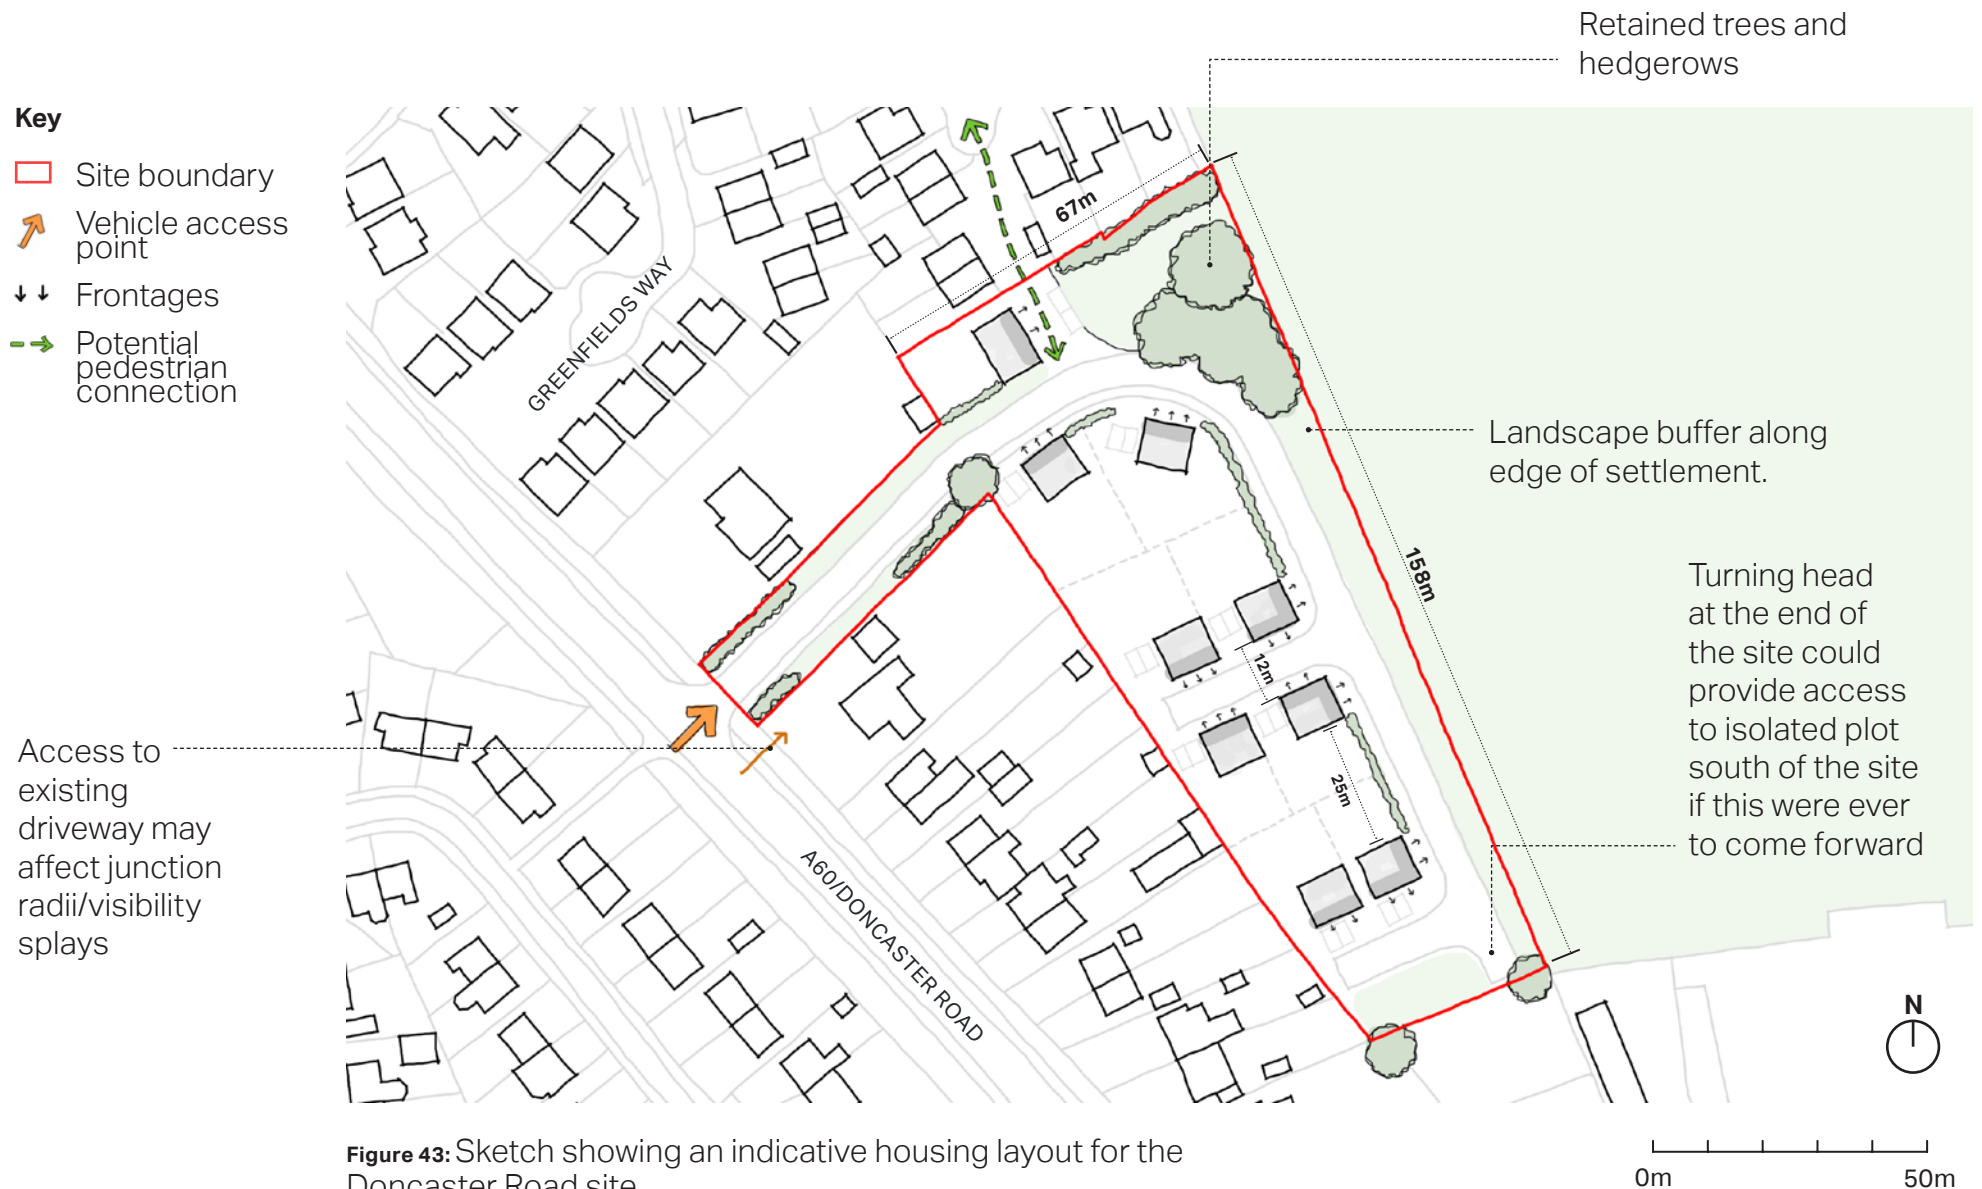 Retained trees and
hedgerows
Key
Site boundary
Vehicle access
point
Frontages
Potential
pedestrian
connection
67m
GREENFIELDS WAY
Landscape buffer along
edge of settlement.
158m
Turning head
at the end of
the site could
provide access
to isolated plot
south of the site
if this were ever
to come forward
12m
25m
Access to
existing
driveway may
affect junction
radii/visibility
splays
A60/DONCASTER ROAD
N
Figure 43: Sketch showing an indicative housing layout for the
Doncaster Road site
0m 50m